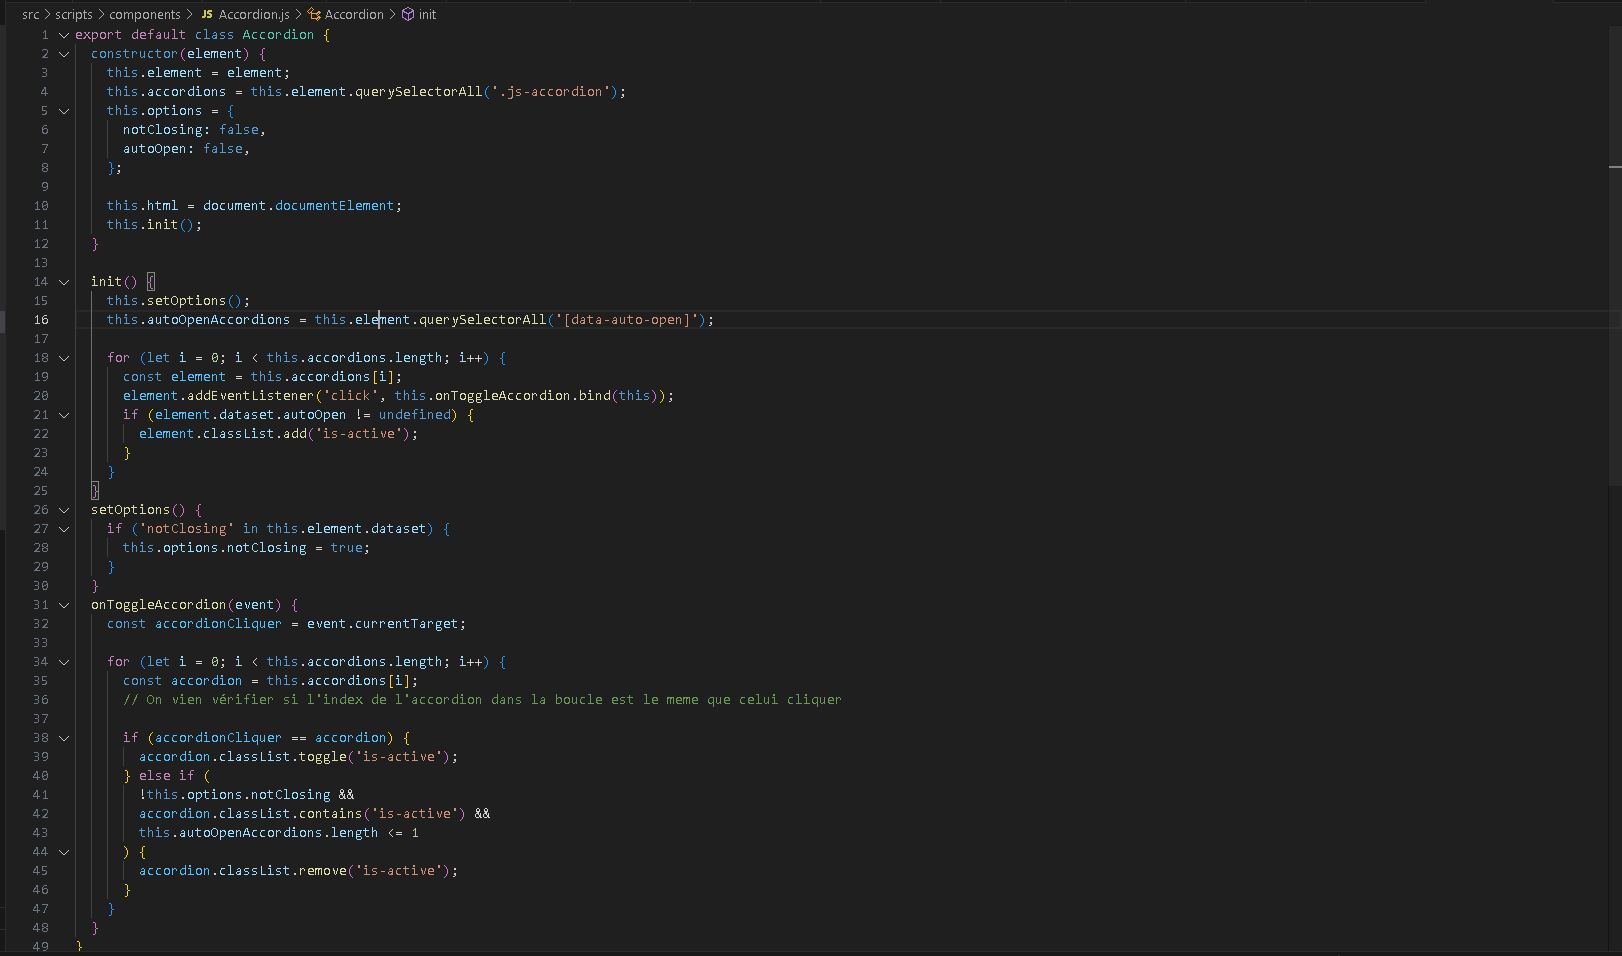 src > scripts > components > JS Accordion.js > Accordion > init
1 export default class Accordion {
2 constructor(element) {
3 this.element = element;
4 this.accordions = this.element.querySelectorAll('.js-accordion');
5 this.options = {
6 notClosing: false,
7 autoOpen: false,
8 };
9
10 this.html = document.documentElement;
11 this.init();
12 }
13
14 init() {
15 this.setOptions();
16 this.autoOpenAccordions = this.element.querySelectorAll('[data-auto-open]');
17
18 for (let i = 0; i < this.accordions.length; i++) {
19 const element = this.accordions[i];
20 element.addEventListener('click', this.onToggleAccordion.bind(this));
21 if (element.dataset.autoOpen != undefined) {
22 element.classList.add('is-active');
23 }
24 }
25 }
26 setOptions() {
27 if ('notClosing' in this.element.dataset) {
28 this.options.notClosing = true;
29 }
30 }
31 onToggleAccordion(event) {
32 const accordionCliquer = event.currentTarget;
33
34 for (let i = 0; i < this.accordions.length; i++) {
35 const accordion = this.accordions[i];
36 // On vien vérifier si l'index de l'accordion dans la boucle est le meme que celui cliquer
37
38 if (accordionCliquer == accordion) {
39 accordion.classList.toggle('is-active');
40 } else if (
41 !this.options.notClosing &&
42 accordion.classList.contains('is-active') &&
43 this.autoOpenAccordions.length <= 1
44 ) {
45 accordion.classList.remove('is-active');
46 }
47 }
48 }
49 }